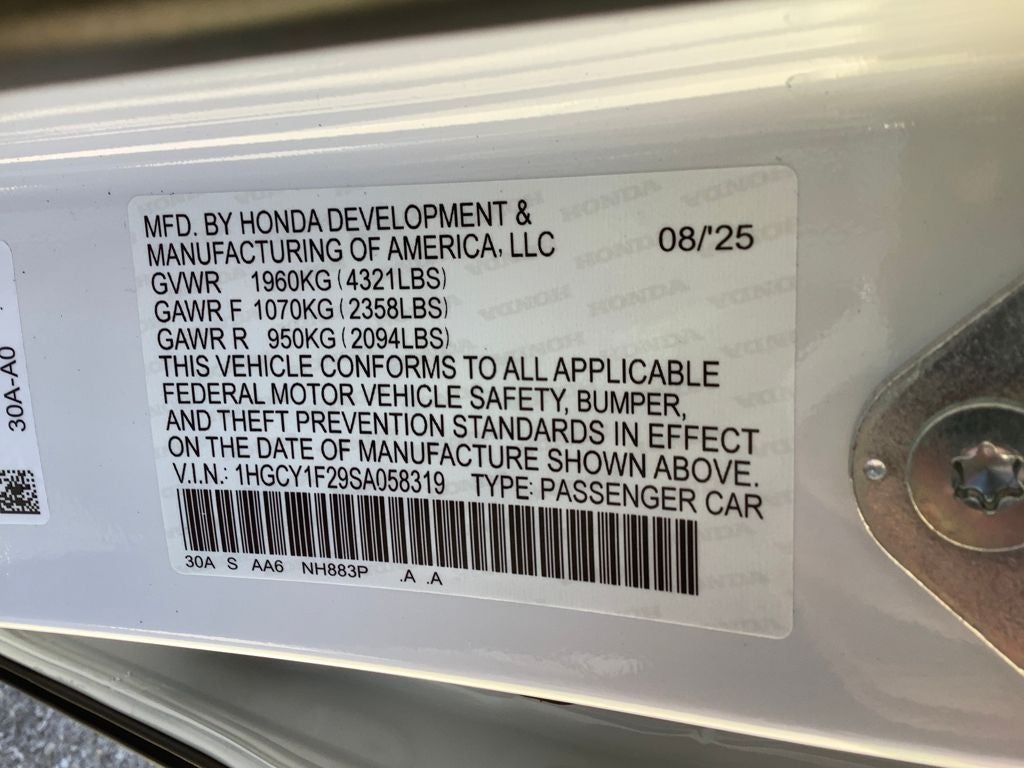 MFD. BY HONDA DEVELOPMENT &
MANUFACTURING OF AMERICA, LLC
08/'25
GVWR 1960KG (4321LBS)
GAWR F 1070KG (2358LBS)
GAWR R 950KG (2094LBS)
THIS VEHICLE CONFORMS TO ALL APPLICABLE
FEDERAL MOTOR VEHICLE SAFETY, BUMPER,
AND THEFT PREVENTION STANDARDS IN EFFECT
ON THE DATE OF MANUFACTURE SHOWN ABOVE.
V.I.N.: 1HGCY1F29SA058319 TYPE: PASSENGER CAR
30A S AA6 NH883P .A .A
30A-A0